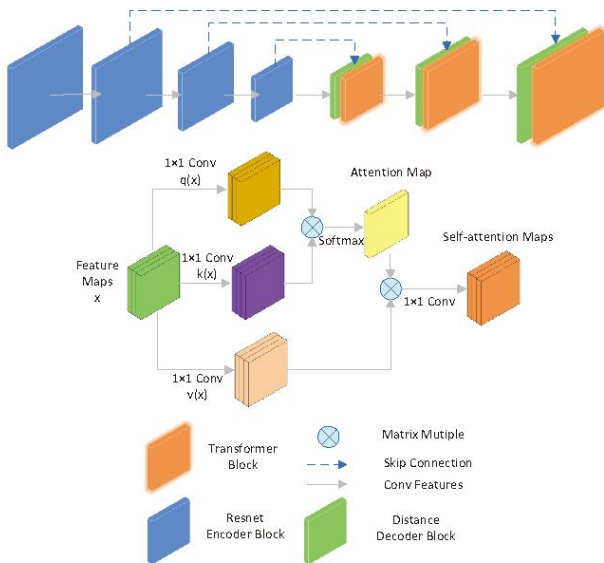 1×1 Conv
q(x)
Attention Map
Softmax
Self-attention Maps
Feature
Maps
x
1×1 Conv
k(x)
1×1 Conv
1×1 Conv
v(x)
Transformer
Block
Matrix Mutiple
Skip Connection
Conv Features
Resnet
Encoder Block
Distance
Decoder Block